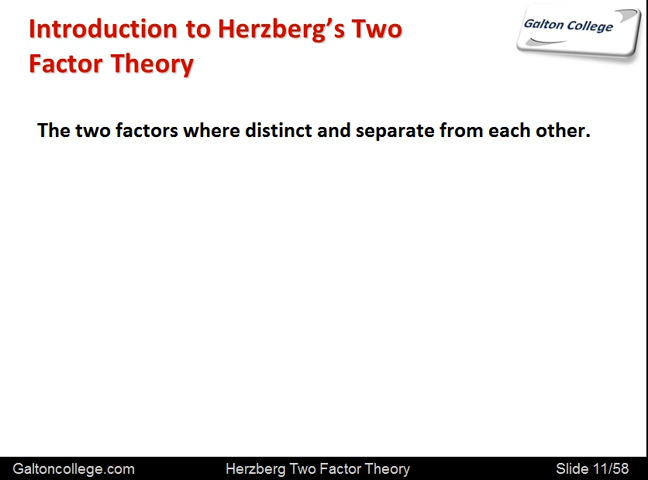 Introduction to Herzberg's Two
Factor Theory
Galton College
The two factors where distinct and separate from each other.
Galtoncollege.com
Herzberg Two Factor Theory
Slide 11/58